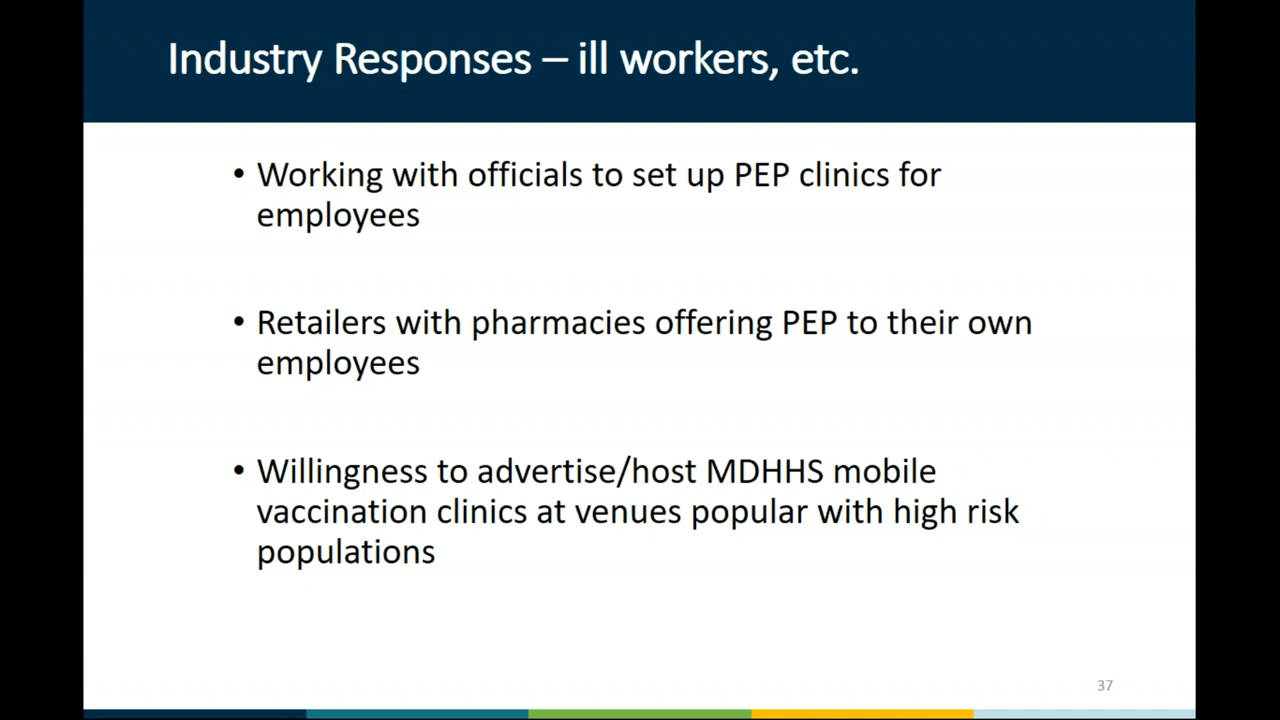 Industry Responses – ill workers, etc.
• Working with officials to set up PEP clinics for
employees
• Retailers with pharmacies offering PEP to their own
employees
• Willingness to advertise/host MDHHS mobile
vaccination clinics at venues popular with high risk
populations
37